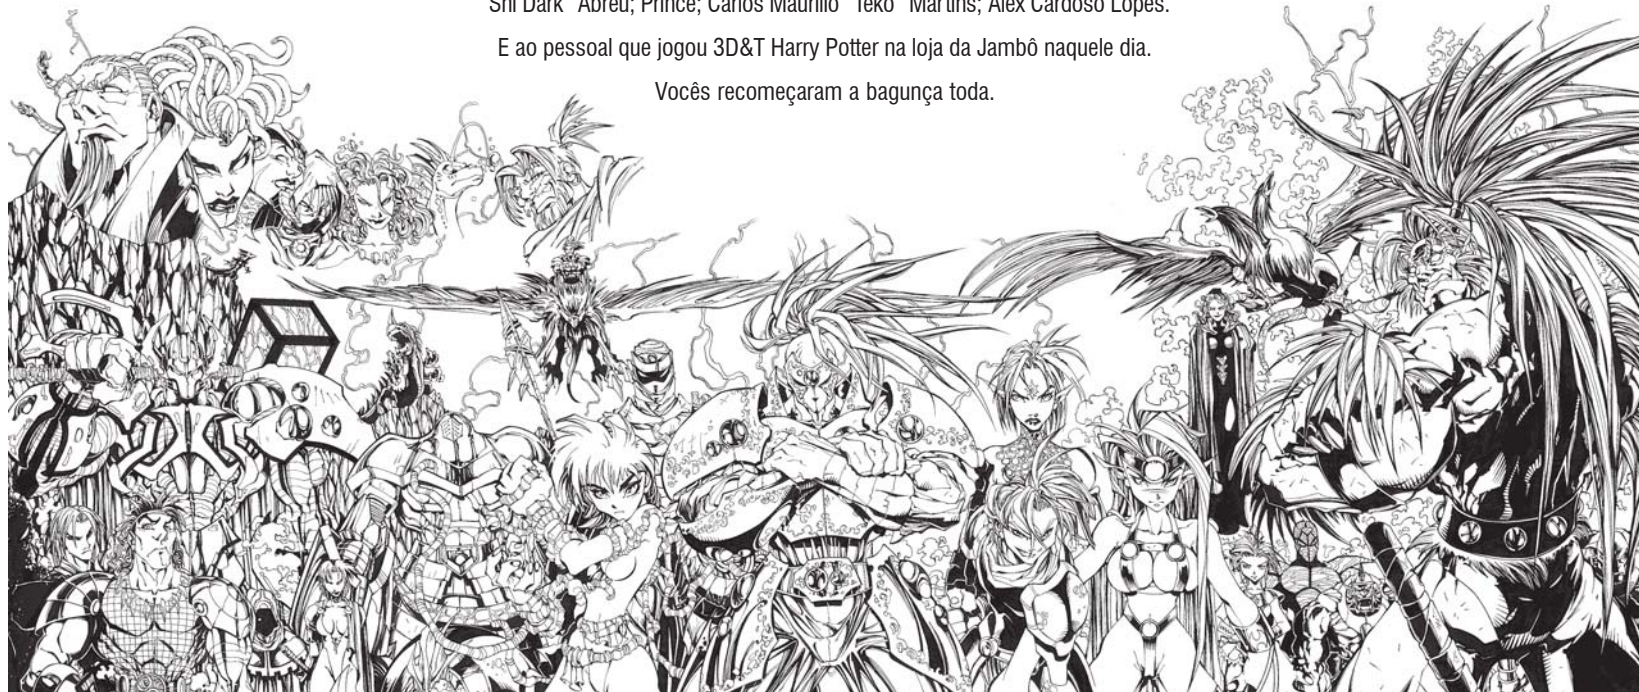 Shi Dark" Abreu; Prince; Carlos Maurilio "Teko" Martins; Alex Cardoso Lopes.
E ao pessoal que jogou 3D&T Harry Potter na loja da Jambô naquele dia.
Vocês recomeçaram a bagunça toda.